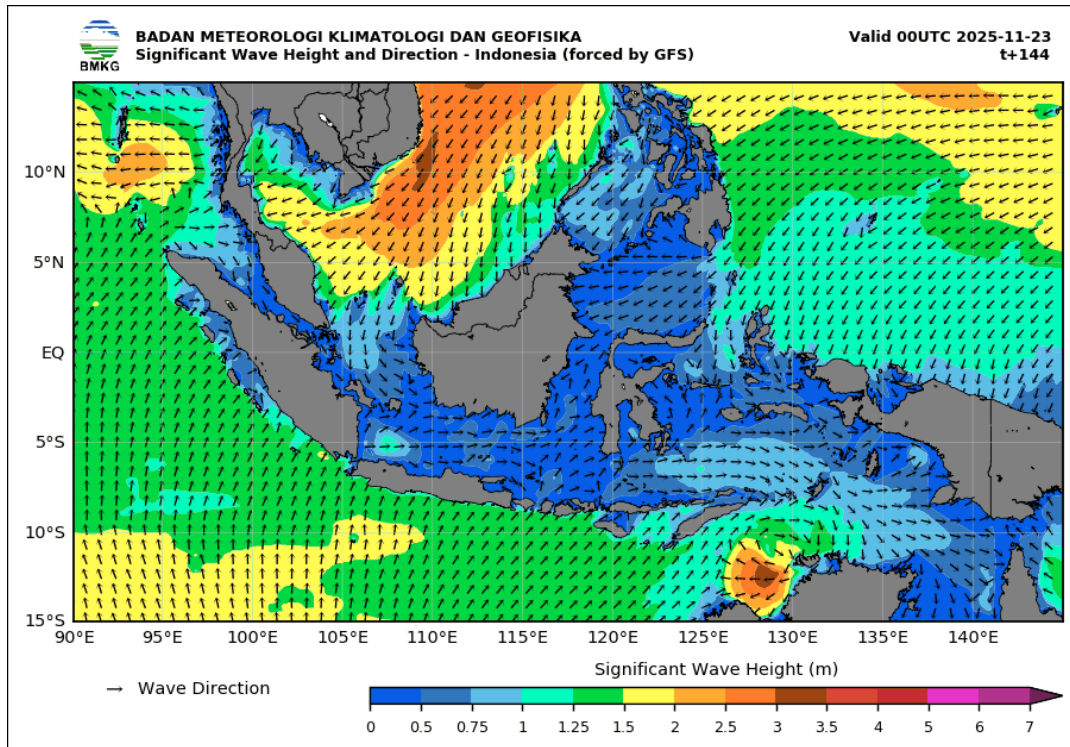 BADAN METEOROLOGI KLIMATOLOGI DAN GEOFISIKA
Valid 00UTC 2025-11-23
Significant Wave Height and Direction - Indonesia (forced by GFS)
t+144
BMKG
10°N
5°N
EQ
5°S
10°S
15°S
90°E 95°E 100°E 105°E 110°E 115°E 120°E 125°E 130°E 135°E 140°E
Significant Wave Height (m)
→ Wave Direction
0 0.5 0.75 1 1.25 1.5 2 2.5 3 3.5 4 5 6 7